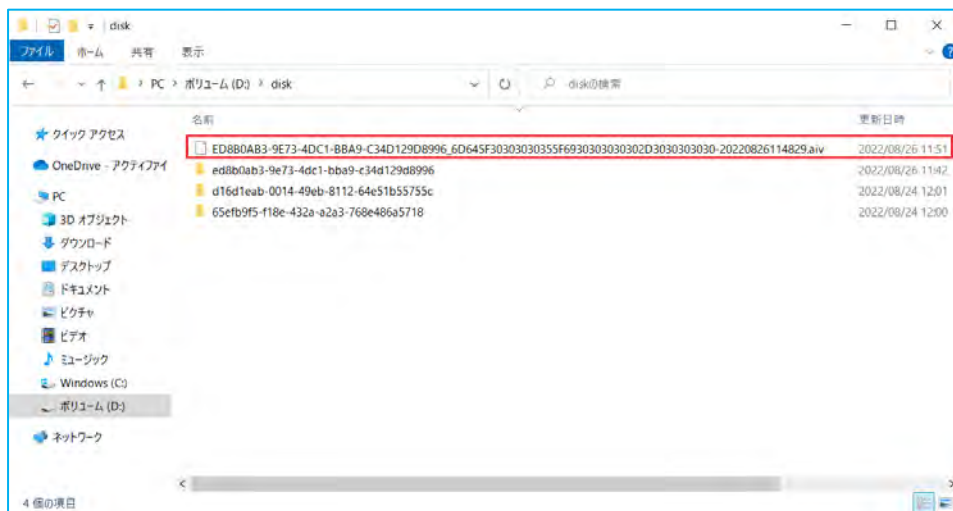 disk
ファイル ホーム 共有 表示
PC > ボリューム (D:) > disk
diskの検索
名前 更新日時
ED8B0AB3-9E73-4DC1-BBA9-C34D129D8996_6D645F30303030355F6930303030302D3030303030-20220826114829.aiv 2022/08/26 11:51
ed8b0ab3-9e73-4dc1-bba9-c34d129d8996 2022/08/26 11:42
d16d1eab-0014-49eb-8112-64e51b55755c 2022/08/24 12:01
65efb9f5-f18e-432a-a2a3-768e486a5718 2022/08/24 12:00
クイック アクセス
OneDrive - アクティファイ
PC
3D オブジェクト
ダウンロード
デスクトップ
ドキュメント
ピクチャ
ビデオ
ミュージック
Windows (C:)
ボリューム (D:)
ネットワーク
4 個の項目